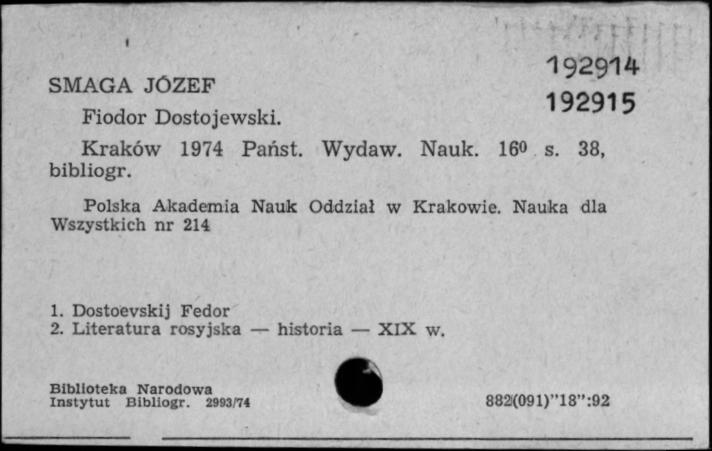 192914
SMAGA JÓZEF
192915
Fiodor Dostojewski.
Kraków 1974 Państ. Wydaw. Nauk. 16⁰ s. 38,
bibliogr.
Polska Akademia Nauk Oddział w Krakowie. Nauka dla
Wszystkich nr 214
1. Dostoevskij Fedor
2. Literatura rosyjska — historia — XIX w.
Biblioteka Narodowa
Instytut Bibliogr. 2993/74
882(091)”18”:92